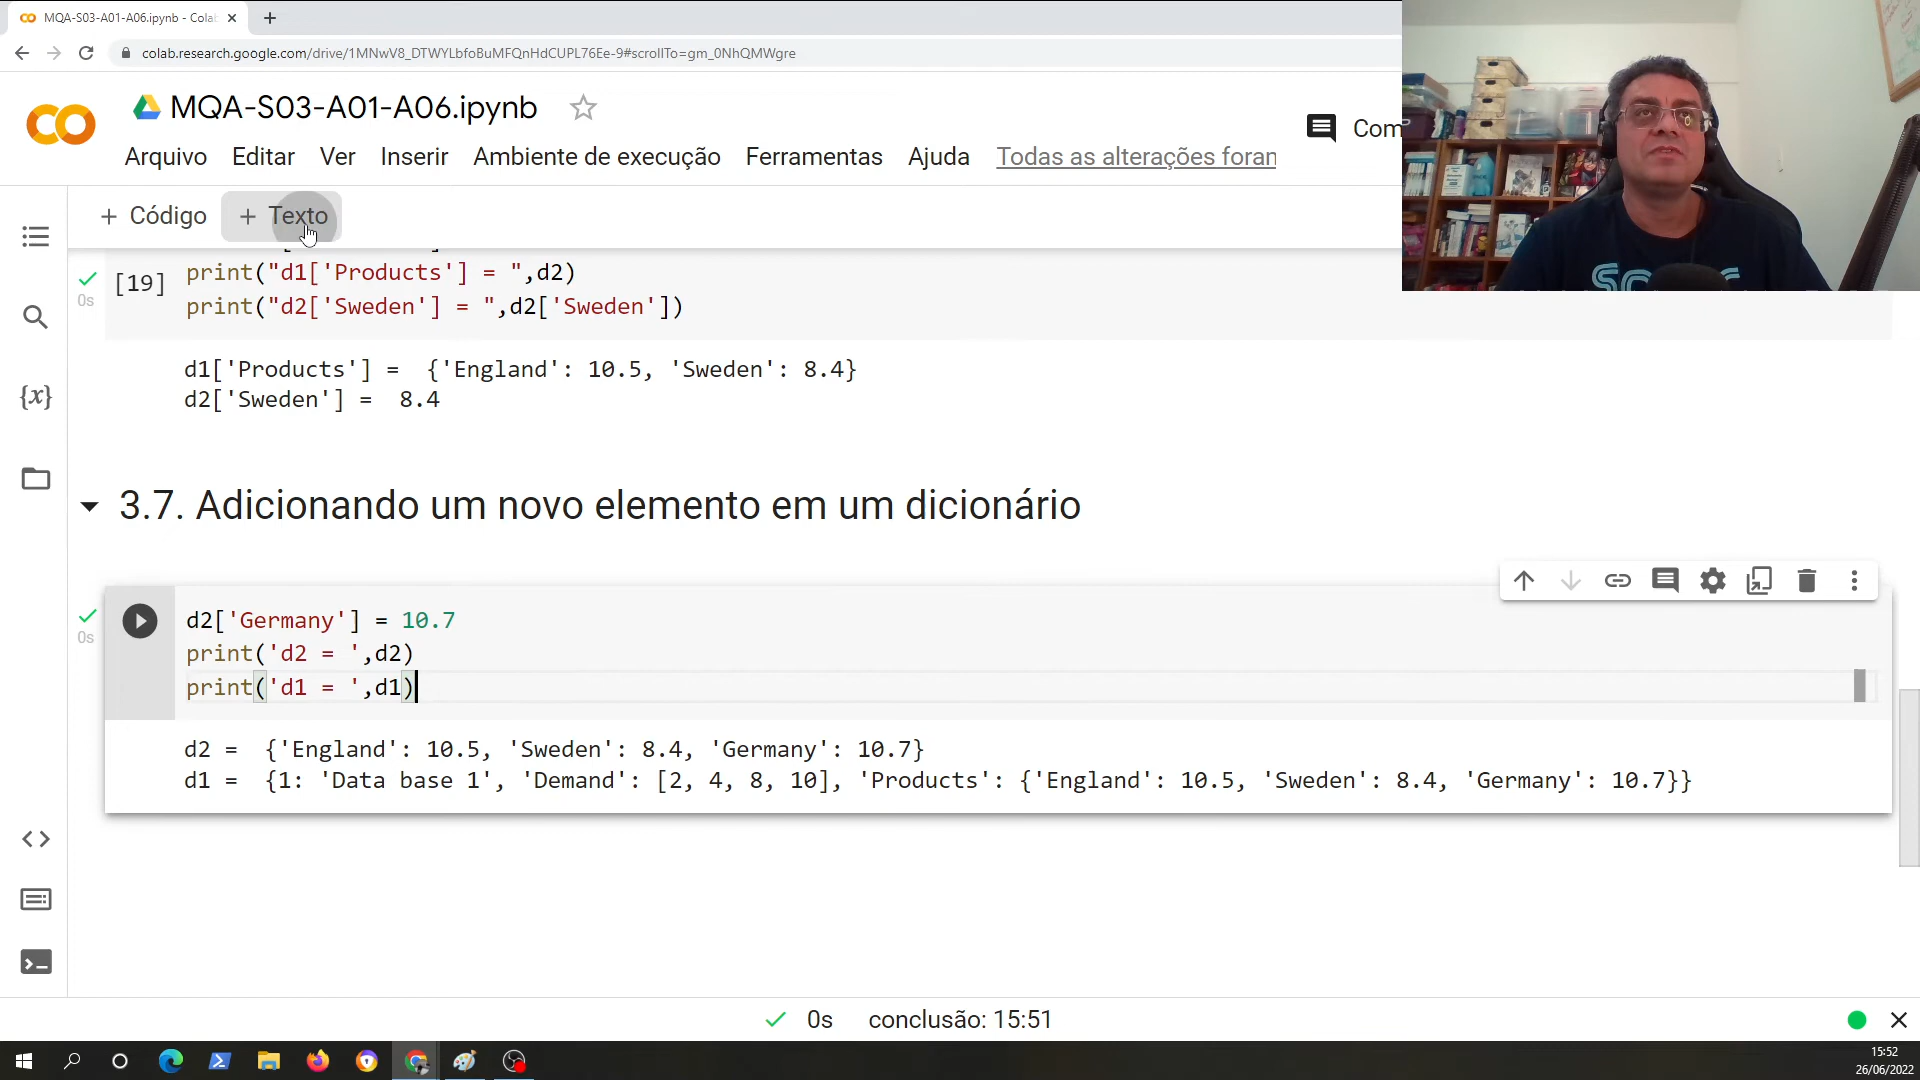 MQA-S03-A01-A06.ipynb - Cola
colab.research.google.com/drive/1MNwV8_DTWYLbfoBuMFQnHdCUPL76Ee-9#scrollTo=gm_0NhQMWgre
MQA-S03-A01-A06.ipynb
Arquivo Editar Ver Inserir Ambiente de execução Ferramentas Ajuda Todas as alterações foran
Com
+ Código + Texto
[19]
print("d1['Products'] = ",d2)
0s
print("d2['Sweden'] = ",d2['Sweden'])
d1['Products'] =  {'England': 10.5, 'Sweden': 8.4}
d2['Sweden'] =  8.4
3.7. Adicionando um novo elemento em um dicionário
d2['Germany'] = 10.7
0s
print('d2 = ',d2)
print('d1 = ',d1)
d2 =  {'England': 10.5, 'Sweden': 8.4, 'Germany': 10.7}
d1 =  {1: 'Data base 1', 'Demand': [2, 4, 8, 10], 'Products': {'England': 10.5, 'Sweden': 8.4, 'Germany': 10.7}}
0s conclusão: 15:51
15:52
26/06/2022